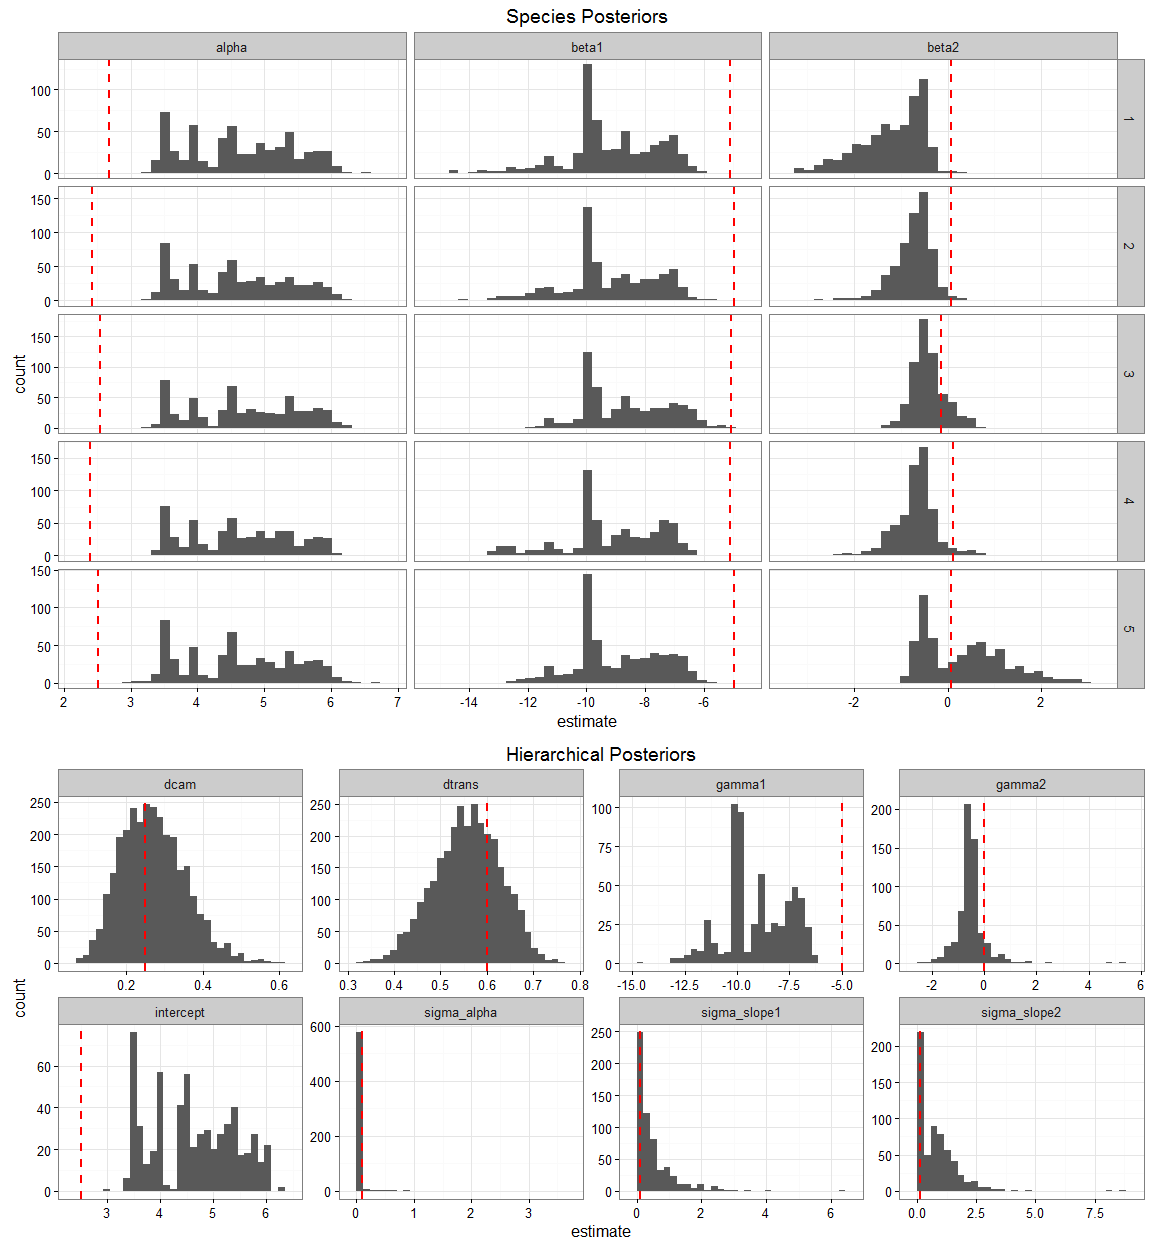 Species Posteriors
alpha beta1 beta2
100
50
0
1
150
100
50
0
2
150
100
50
0
3
count
150
100
50
0
4
150
100
50
0
5
2 3 4 5 6 7 -14 -12 -10 -8 -6 -2 0 2
estimate
Hierarchical Posteriors
dcam dtrans gamma1 gamma2
250 250 100 200
200 200 75 150
150 150 50 100
100 100 25 50
50 50 0 0
0 0
0.2 0.4 0.6 0.3 0.4 0.5 0.6 0.7 0.8 -15.0 -12.5 -10.0 -7.5 -5.0 -2 0 2 4 6
count
intercept sigma_alpha sigma_slope1 sigma_slope2
60 600 250 200
40 400 200 150
20 200 150 100
0 0 100 50
50 0
0
3 4 5 6 0 1 2 3 0 2 4 6 0.0 2.5 5.0 7.5
estimate